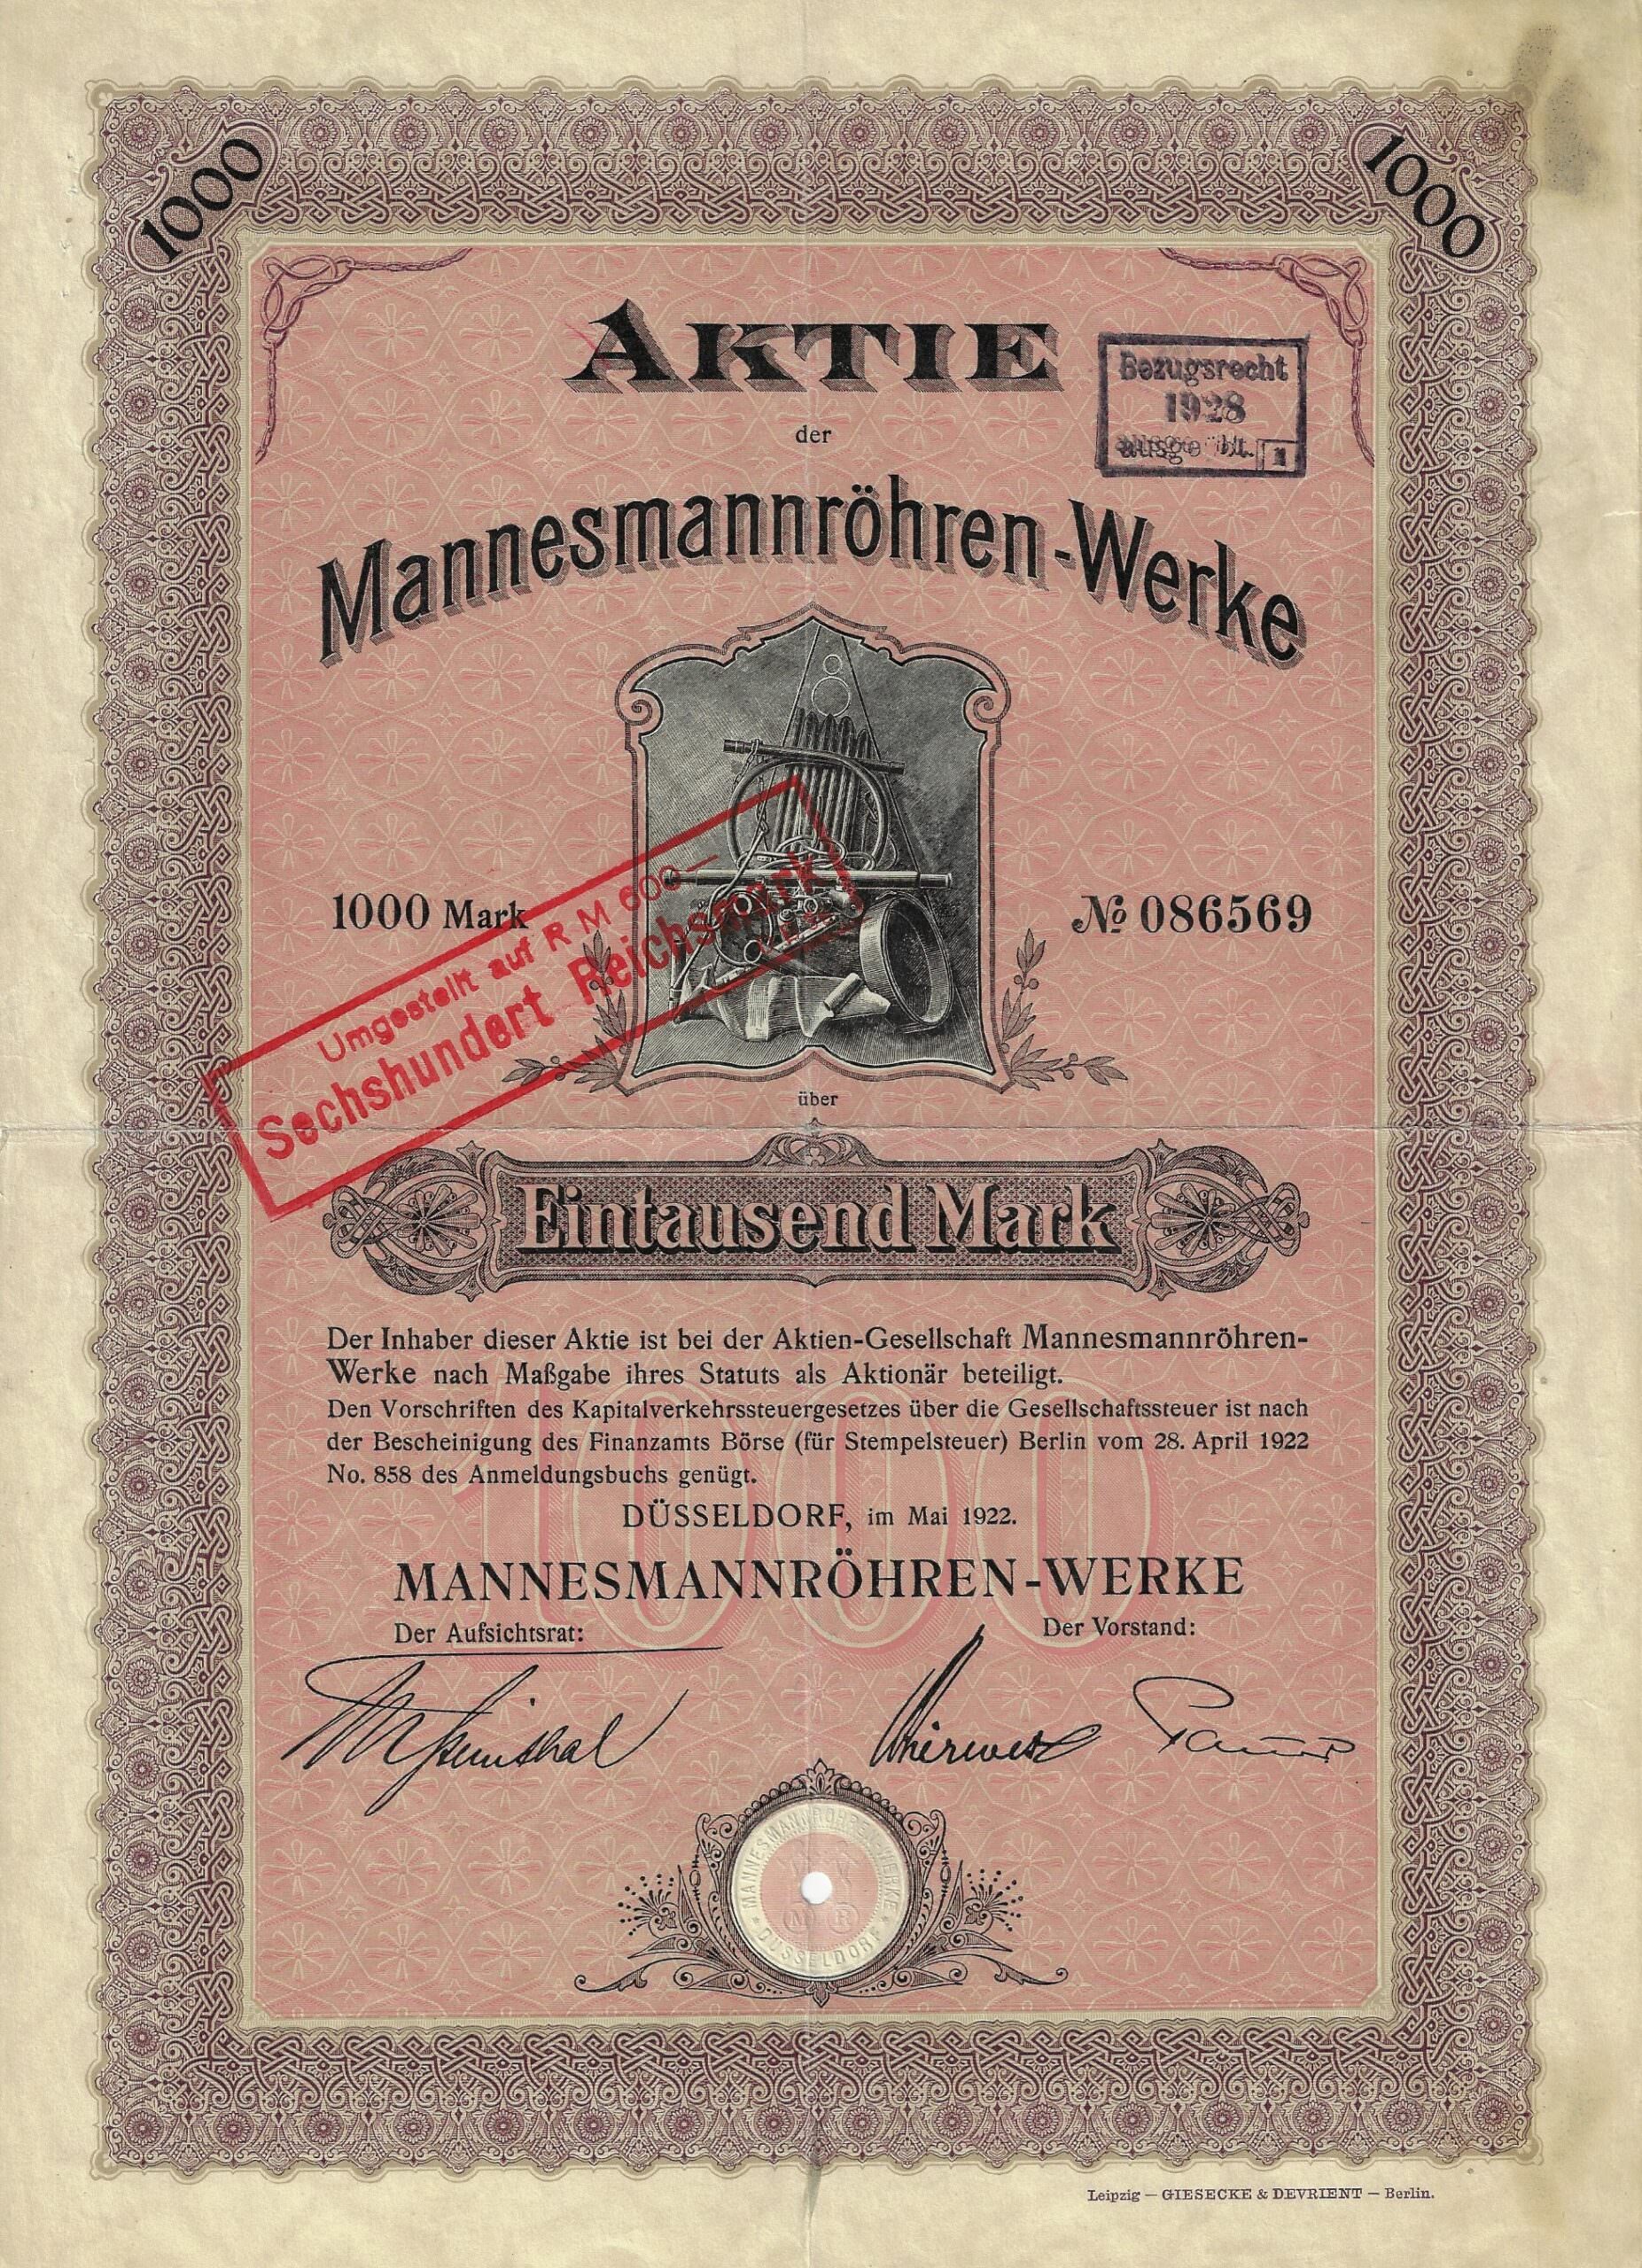 1000
1000
AKTIE
Bezugsrecht
1928
der
Mannesmannröhren-Werke
1000 Mark
№ 086569
Umgestellt auf RM 600.—
Sechshundert Reichsmark
über
Eintausend Mark
1000
Der Inhaber dieser Aktie ist bei der Aktien-Gesellschaft Mannesmannröhren-
Werke nach Maßgabe ihres Statuts als Aktionär beteiligt.
Den Vorschriften des Kapitalverkehrssteuergesetzes über die Gesellschaftssteuer ist nach
der Bescheinigung des Finanzamts Börse (für Stempelsteuer) Berlin vom 28. April 1922
No. 858 des Anmeldungsbuchs genügt.
DÜSSELDORF, im Mai 1922.
MANNESMANNRÖHREN-WERKE
Der Aufsichtsrat:
Der Vorstand:
MANNESMANNRÖHREN-WERKE
M R
DÜSSELDORF
Leipzig — GIESECKE & DEVRIENT — Berlin.